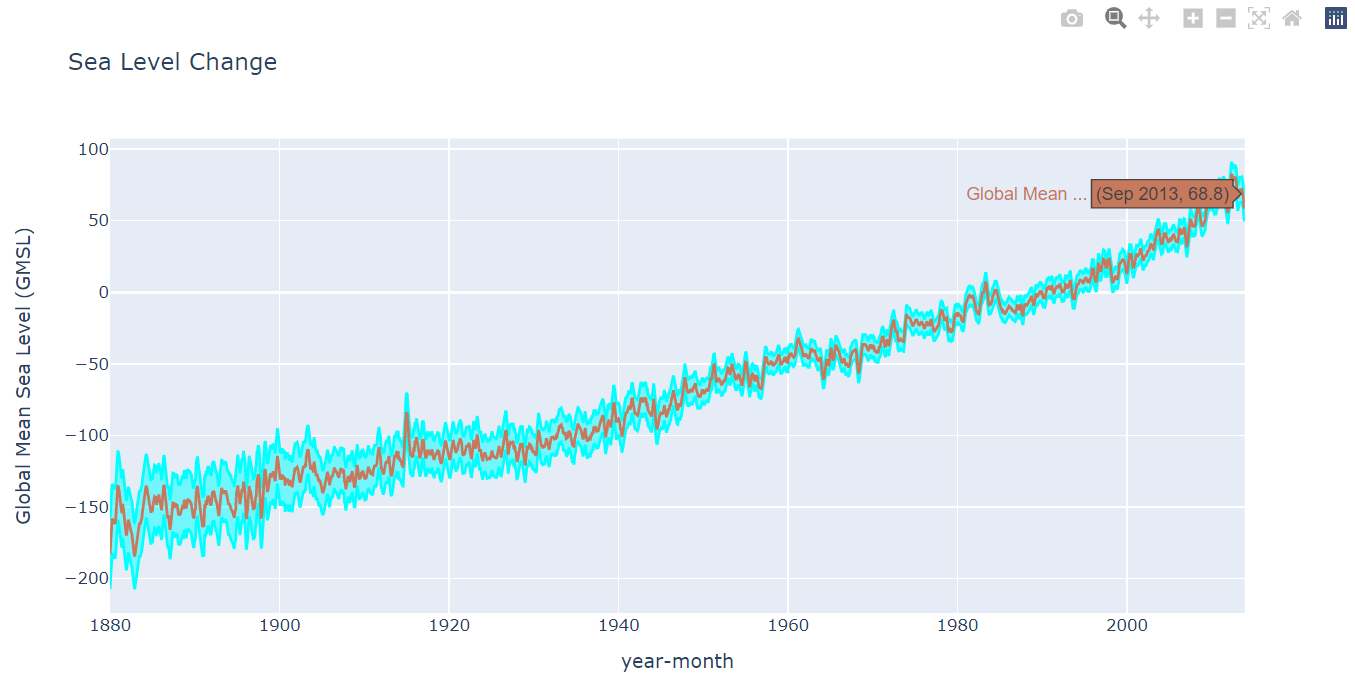 Sea Level Change
100
50
0
−50
−100
−150
−200
Global Mean Sea Level (GMSL)
Global Mean ... (Sep 2013, 68.8)
1880 1900 1920 1940 1960 1980 2000
year-month